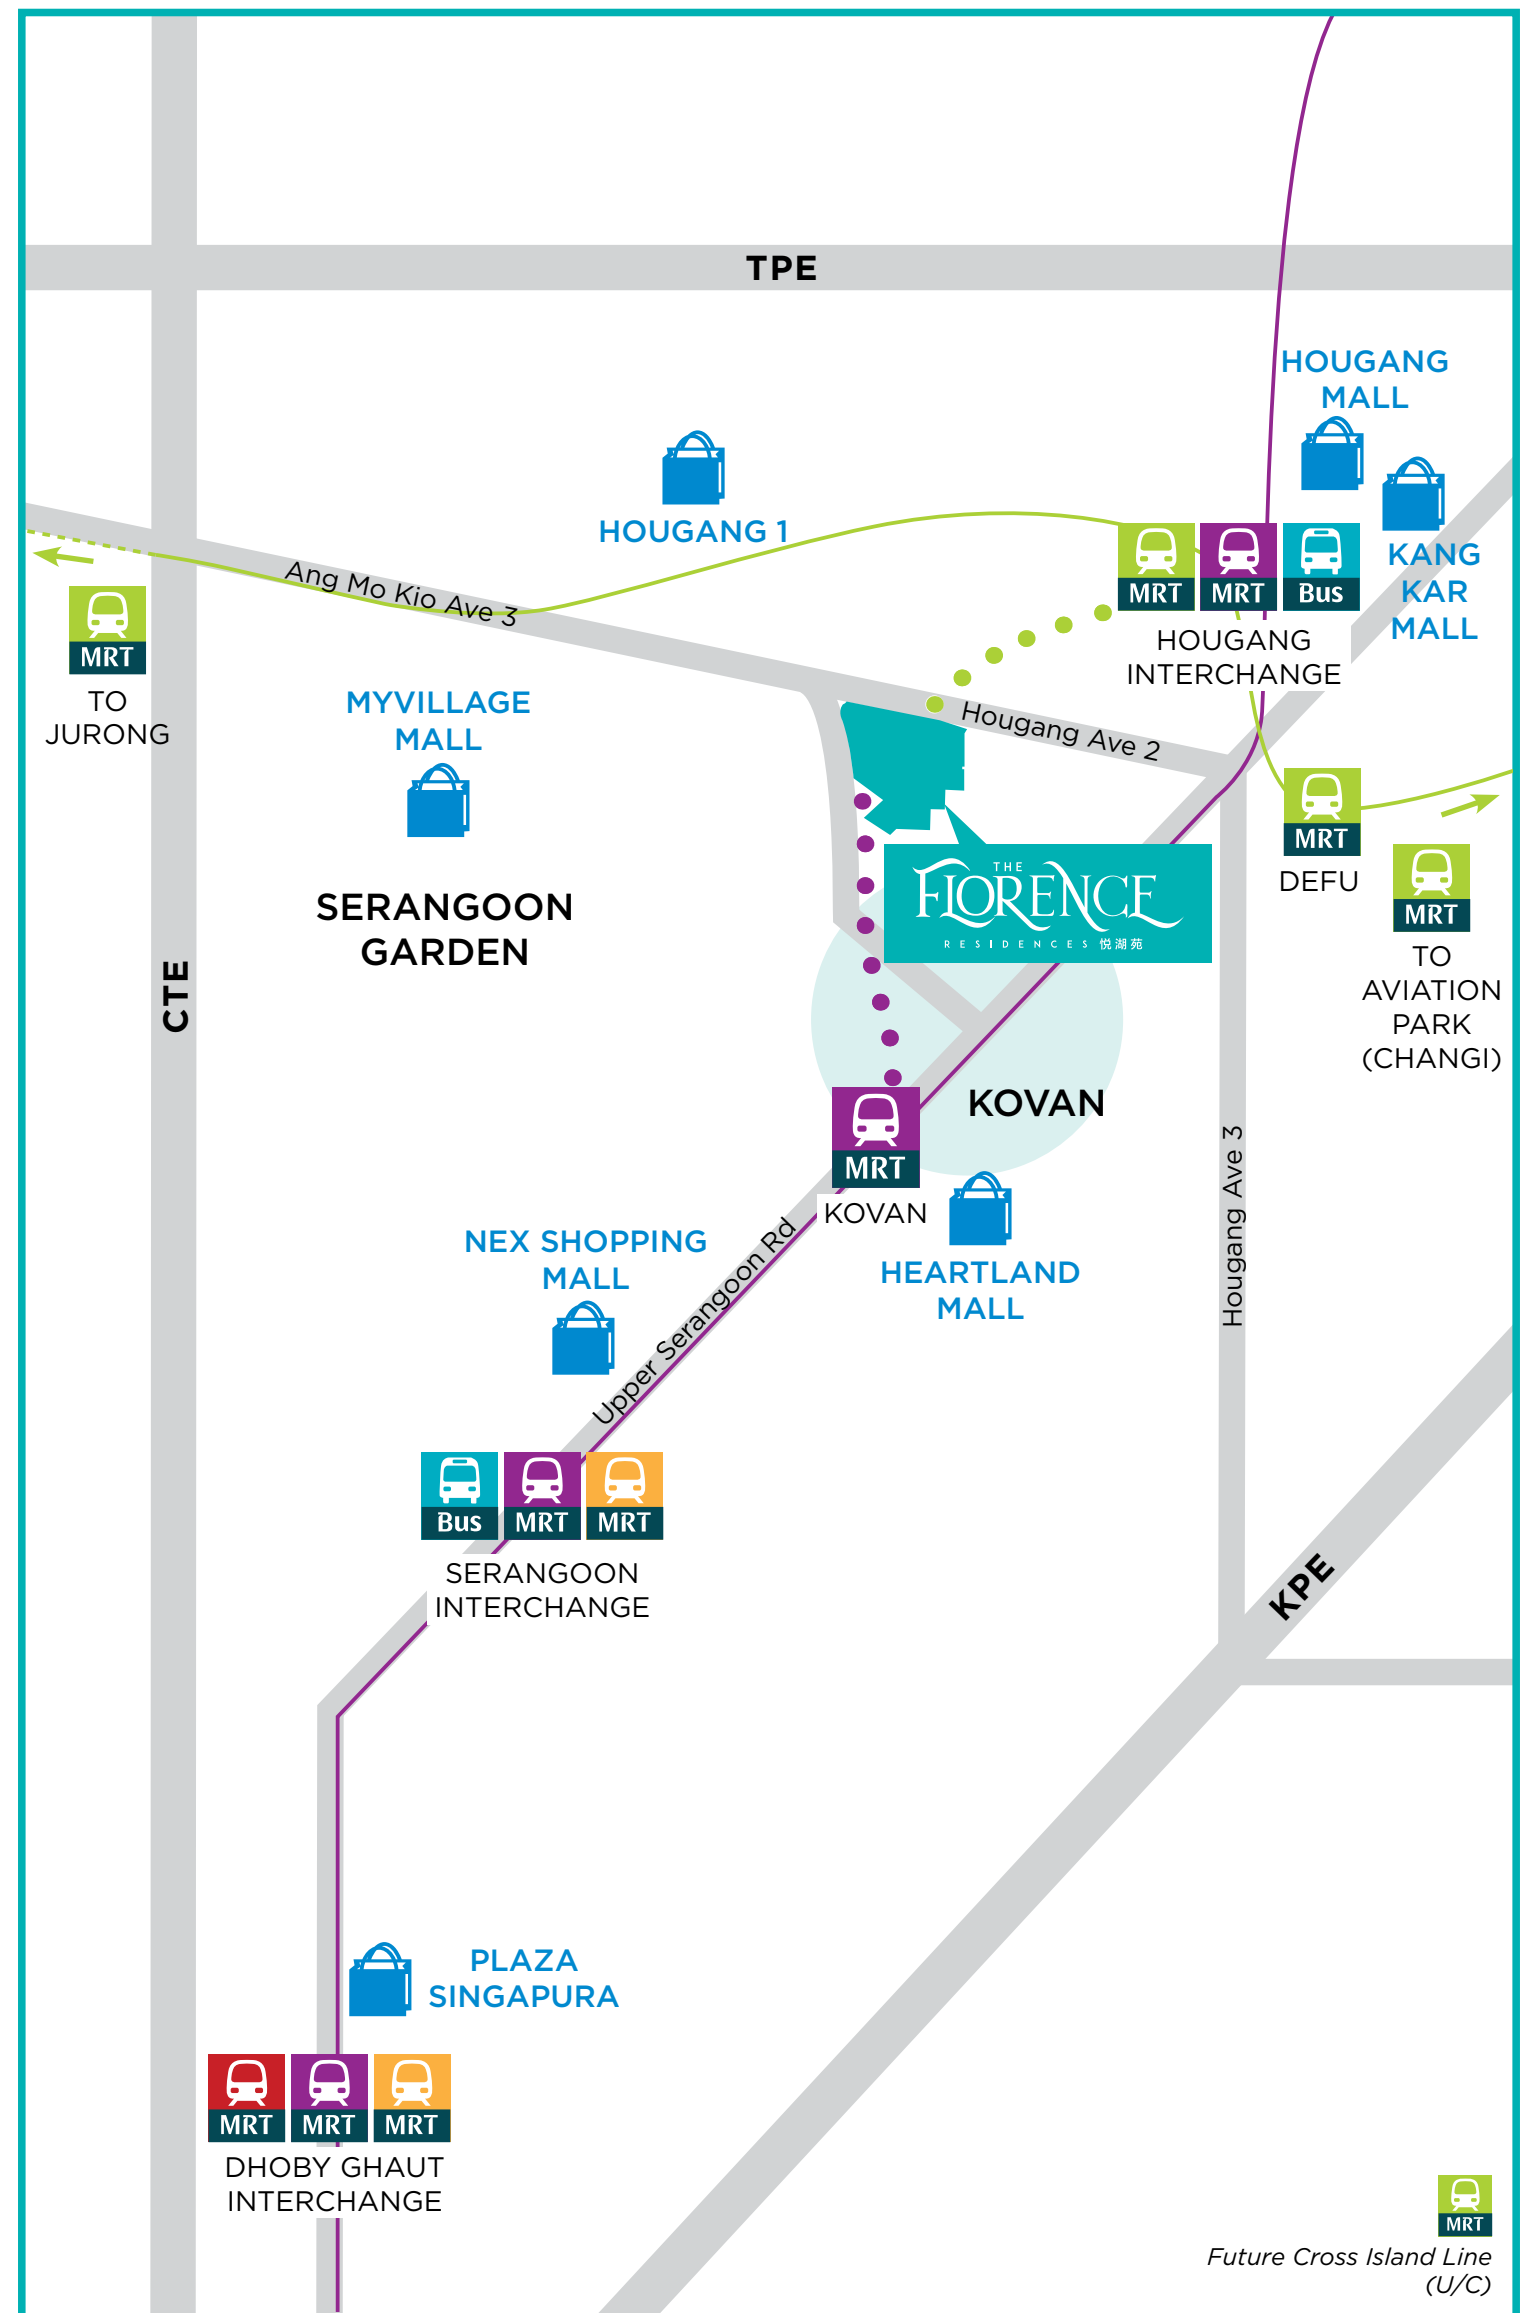 TPE
HOUGANG
MALL
HOUGANG 1
KANG
KAR
MALL
MRT
MRT
Bus
HOUGANG
INTERCHANGE
Ang Mo Kio Ave 3
MRT
TO
JURONG
MYVILLAGE
MALL
Hougang Ave 2
MRT
DEFU
THE
FLORENCE
RESIDENCES 悦湖苑
MRT
TO
AVIATION
PARK
(CHANGI)
SERANGOON
GARDEN
CTE
KOVAN
MRT
KOVAN
Hougang Ave 3
NEX SHOPPING
MALL
Upper Serangoon Rd
HEARTLAND
MALL
Bus
MRT
MRT
SERANGOON
INTERCHANGE
KPE
PLAZA
SINGAPURA
MRT
MRT
MRT
DHOBY GHAUT
INTERCHANGE
MRT
Future Cross Island Line
(U/C)